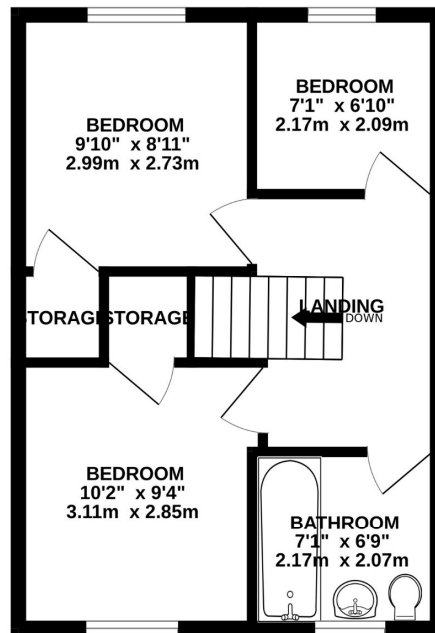 BEDROOM
9'10" x 8'11"
2.99m x 2.73m
BEDROOM
7'1" x 6'10"
2.17m x 2.09m
STORAGE
STORAGE
LANDING
DOWN
BEDROOM
10'2" x 9'4"
3.11m x 2.85m
BATHROOM
7'1" x 6'9"
2.17m x 2.07m